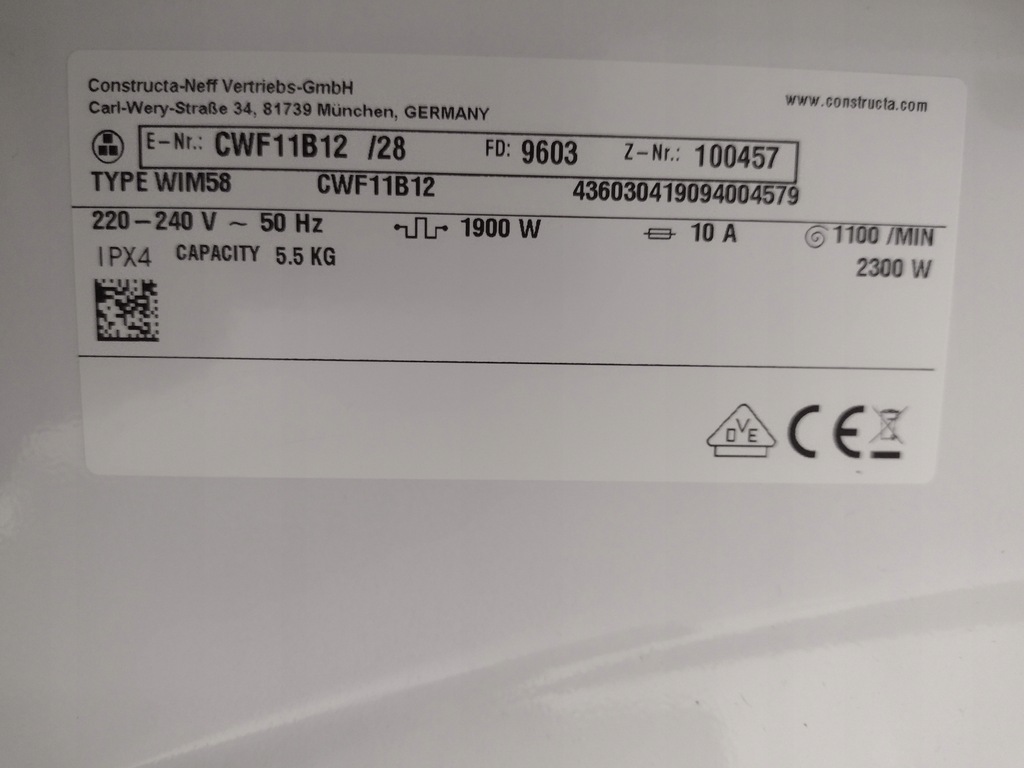 Constructa-Neff Vertriebs-GmbH
Carl-Wery-Straße 34, 81739 München, GERMANY
www.constructa.com
E-Nr.: CWF11B12 /28 FD: 9603 Z-Nr.: 100457
TYPE WIM58 CWF11B12 436030419094004579
220-240 V ~ 50 Hz 1900 W 10 A 1100 /MIN
IPX4 CAPACITY 5.5 KG 2300 W
DVE CE